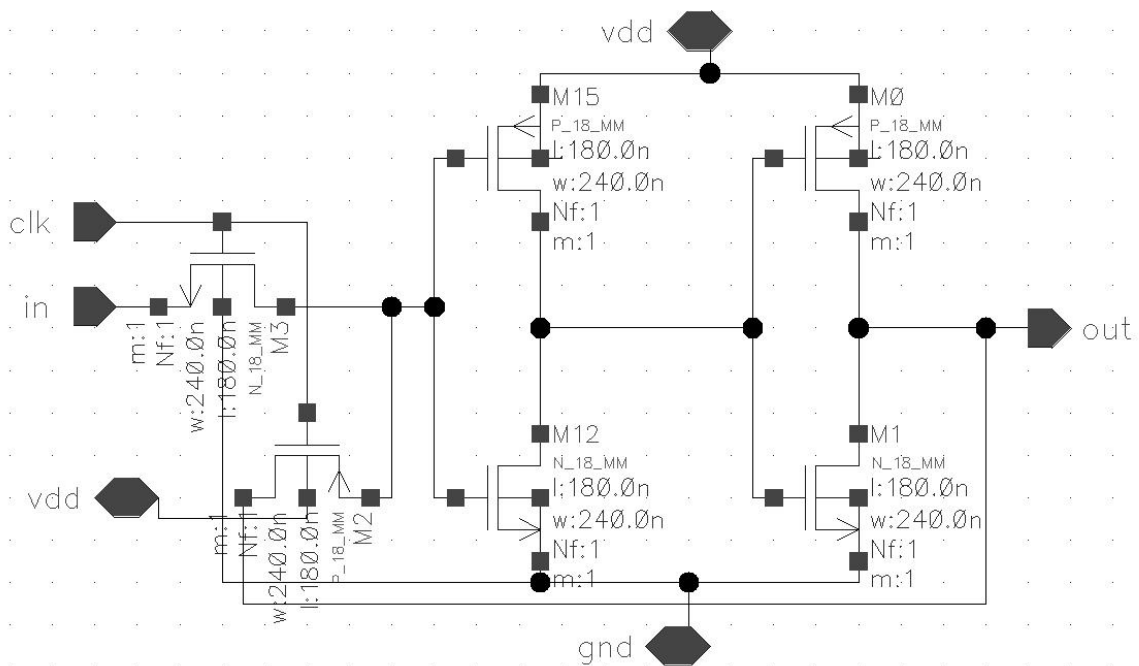 vdd
M15
P_18_MM
l:180.0n
w:240.0n
Nf:1
m:1
M0
P_18_MM
l:180.0n
w:240.0n
Nf:1
m:1
clk
in
m:1
Nf:1
w:240.0n
l:180.0n
N_18_MM
M3
vdd
m:1
Nf:1
w:240.0n
l:180.0n
P_18_MM
M2
M12
N_18_MM
l:180.0n
w:240.0n
Nf:1
m:1
M1
N_18_MM
l:180.0n
w:240.0n
Nf:1
m:1
out
gnd